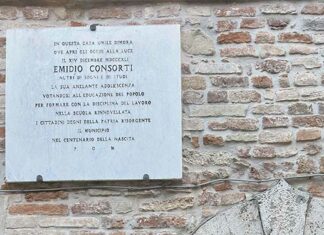 IN QUESTA CASA UMILE DIMORA
OVE APRÌ GLI OCCHI ALLA LUCE
IL XIV DICEMBRE MDCCCXLI
EMIDIO CONSORTI
ALTRI DI SOGNI E DI STUDI
LA SUA ANELANTE ADOLESCENZA
VOTANDOSI ALL'EDUCAZIONE DEL POPOLO
PER FORMARE CON LA DISCIPLINA DEL LAVORO
NELLA SCUOLA RINNOVELLATA
I CITTADINI DEGNI DELLA PATRIA RISORGENTE
IL MUNICIPIO
NEL CENTENARIO DELLA NASCITA
P O N